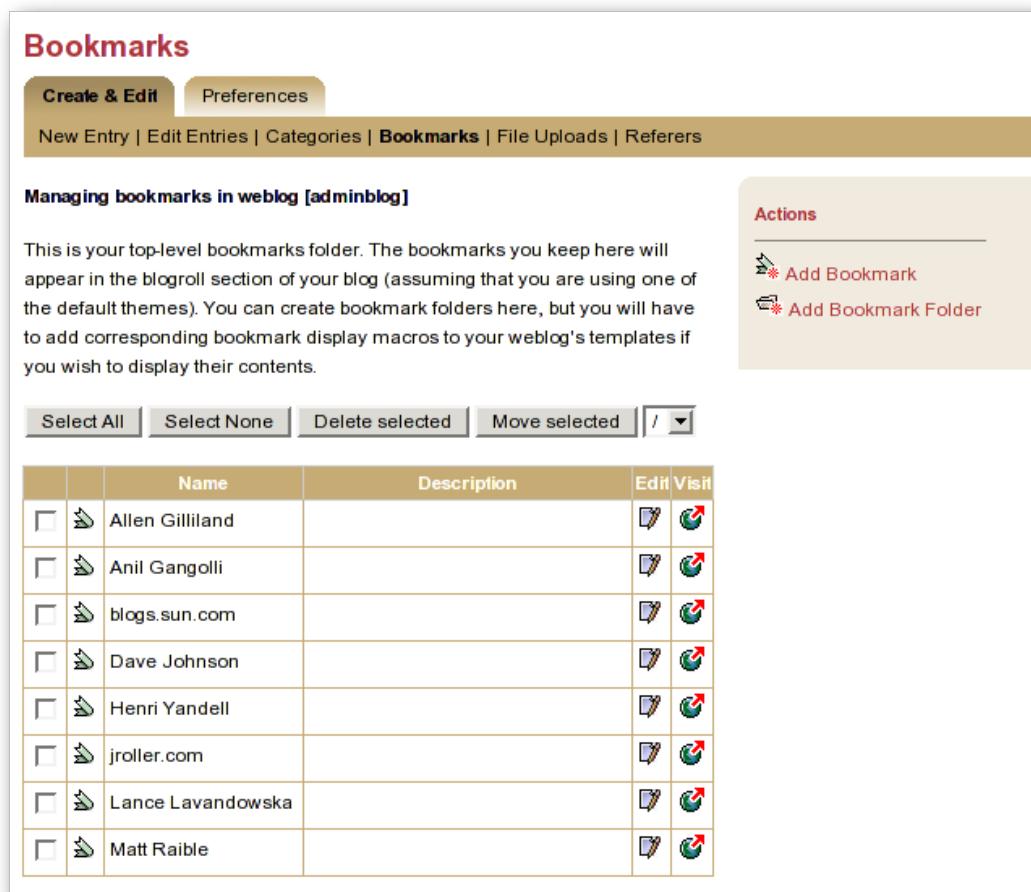 Bookmarks
Create & Edit Preferences
New Entry | Edit Entries | Categories | Bookmarks | File Uploads | Referers
Managing bookmarks in weblog [adminblog]
This is your top-level bookmarks folder. The bookmarks you keep here will
appear in the blogroll section of your blog (assuming that you are using one of
the default themes). You can create bookmark folders here, but you will have
to add corresponding bookmark display macros to your weblog's templates if
you wish to display their contents.
Actions
Add Bookmark
Add Bookmark Folder
Select All Select None Delete selected Move selected /
Name Description Edit Visit
Allen Gilliland
Anil Gangolli
blogs.sun.com
Dave Johnson
Henri Yandell
jroller.com
Lance Lavandowska
Matt Raible